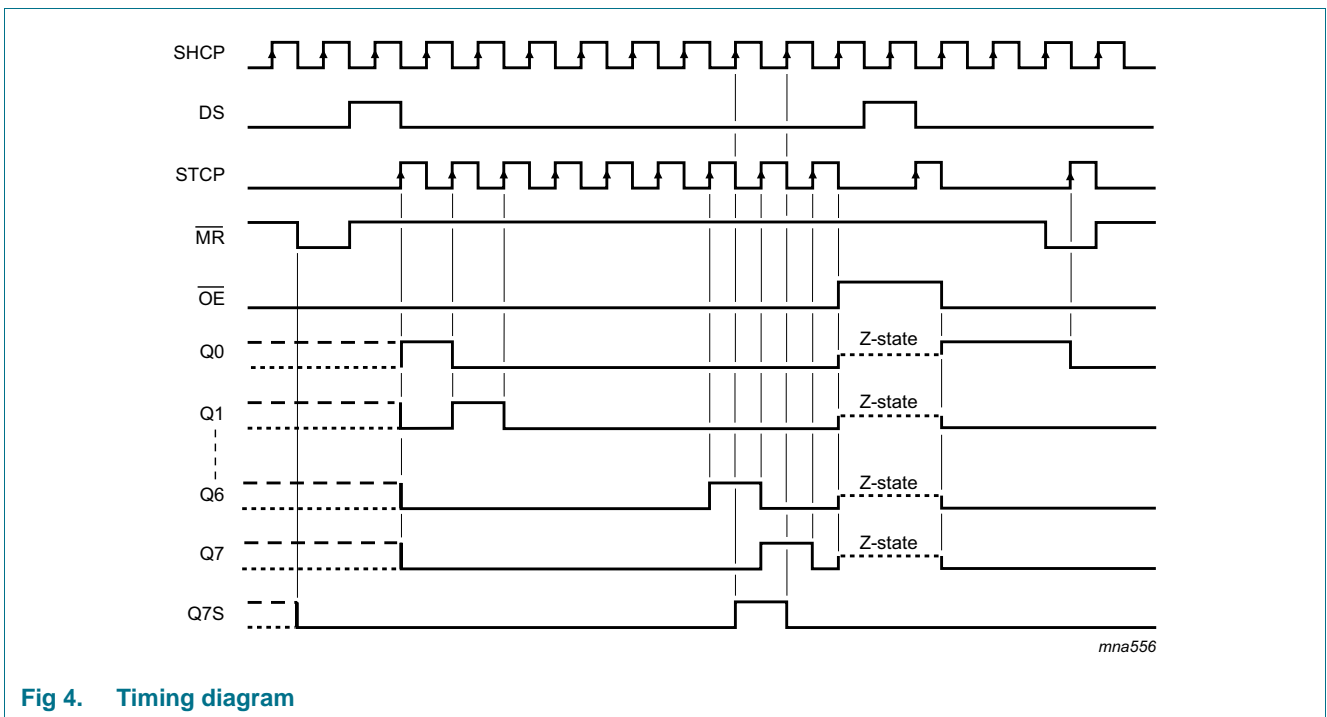 SHCP
DS
STCP
MR
OE
Q0
Z-state
Q1
Z-state
Q6
Z-state
Q7
Z-state
Q7S
mna556
Fig 4. Timing diagram